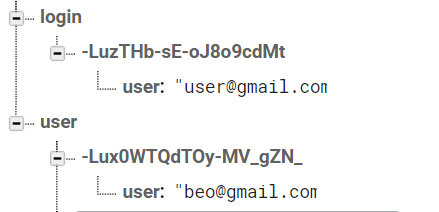 login
-LuzTHb-sE-oJ8o9cdMt
user: "user@gmail.com
user
-Lux0WTQdTOy-MV_gZN_
user: "beo@gmail.com